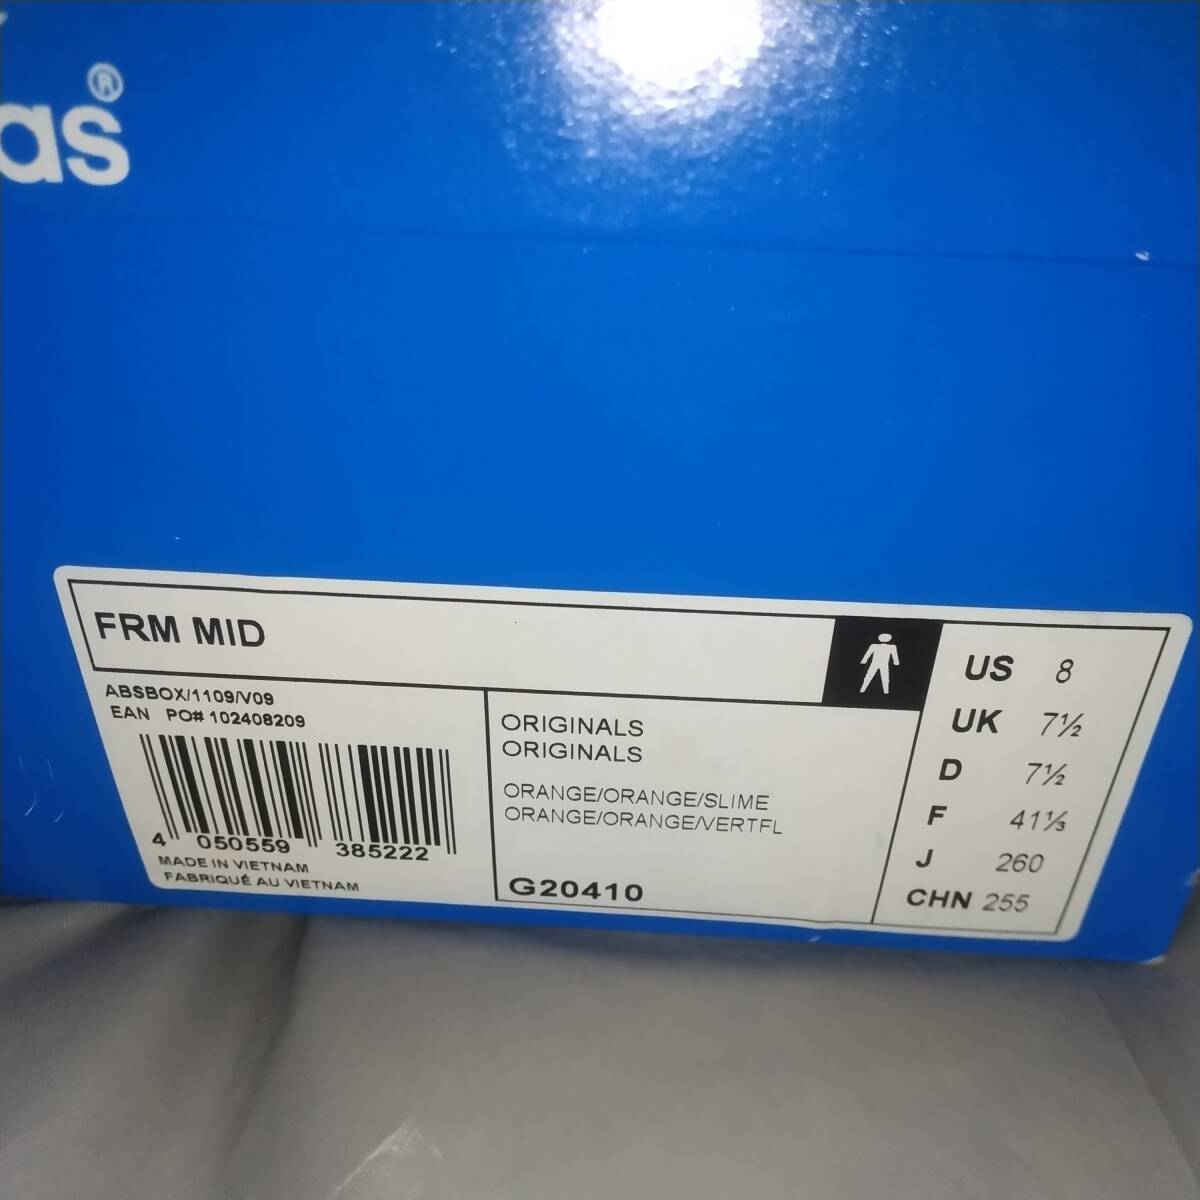 as®
FRM MID
ABSBOX/1109/V09
EAN PO# 102408209
4 050559 385222
MADE IN VIETNAM
FABRIQUÉ AU VIETNAM
ORIGINALS
ORIGINALS
ORANGE/ORANGE/SLIME
ORANGE/ORANGE/VERTFL
G20410
US 8
UK 7½
D 7½
F 41⅓
J 260
CHN 255